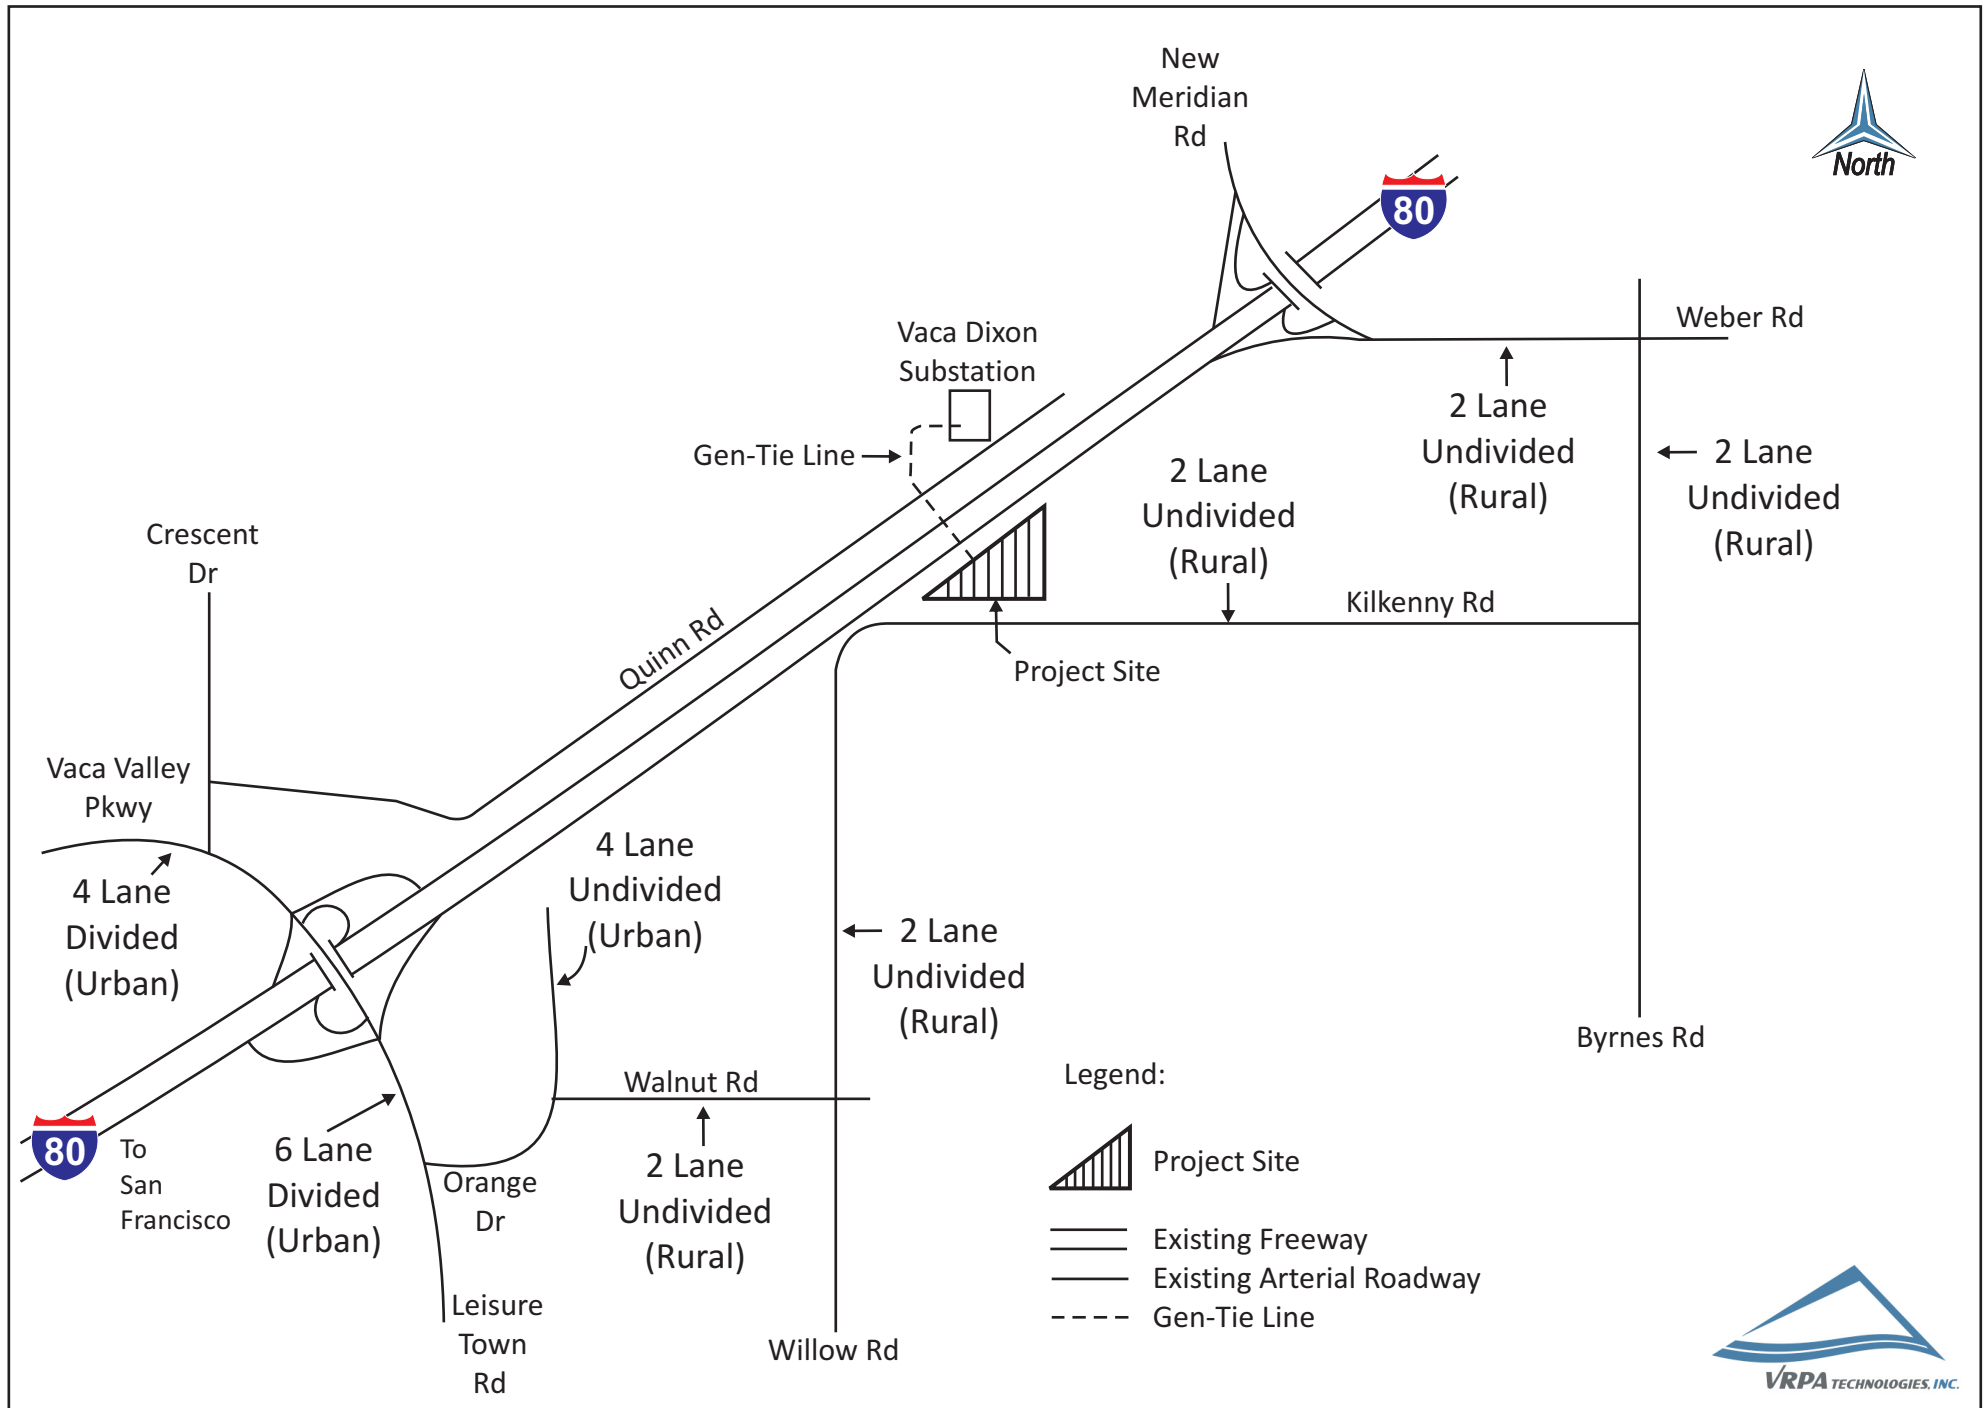 New
Meridian
Rd
North
80
Weber Rd
Vaca Dixon
Substation
2 Lane
Undivided
(Rural)
Gen-Tie Line
2 Lane
Undivided
(Rural)
2 Lane
Undivided
(Rural)
Crescent
Dr
Kilkenny Rd
Quinn Rd
Project Site
Vaca Valley
Pkwy
4 Lane
Undivided
(Urban)
4 Lane
Divided
(Urban)
2 Lane
Undivided
(Rural)
Byrnes Rd
Walnut Rd
80
To
San
Francisco
6 Lane
Divided
(Urban)
Orange
Dr
2 Lane
Undivided
(Rural)
Leisure
Town
Rd
Willow Rd
Legend:
Project Site
Existing Freeway
Existing Arterial Roadway
Gen-Tie Line
VRPA TECHNOLOGIES, INC.